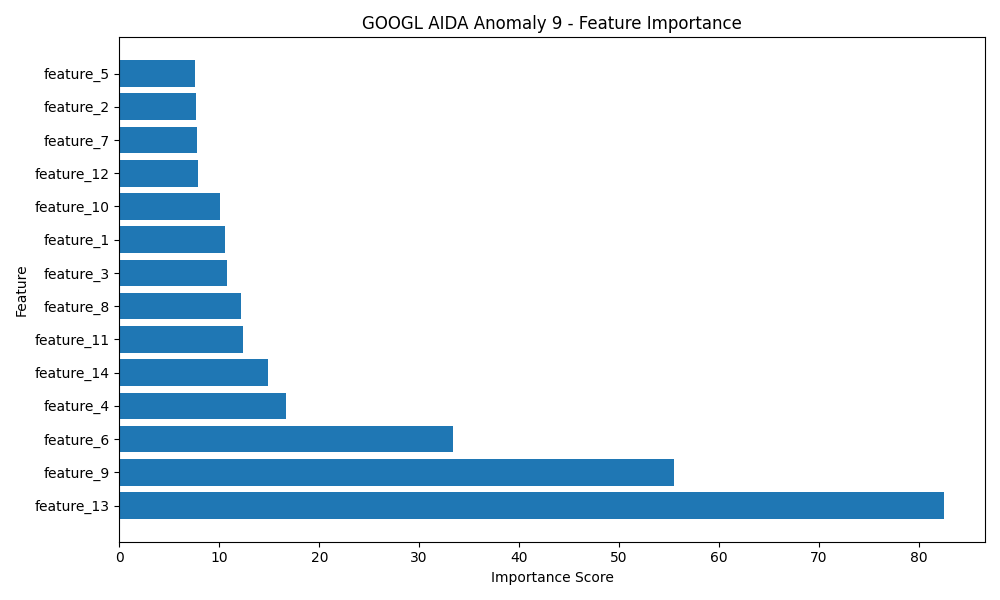 GOOGL AIDA Anomaly 9 - Feature Importance
feature_5
feature_2
feature_7
feature_12
feature_10
feature_1
feature_3
feature_8
feature_11
feature_14
feature_4
feature_6
feature_9
feature_13
Feature
0 10 20 30 40 50 60 70 80
Importance Score